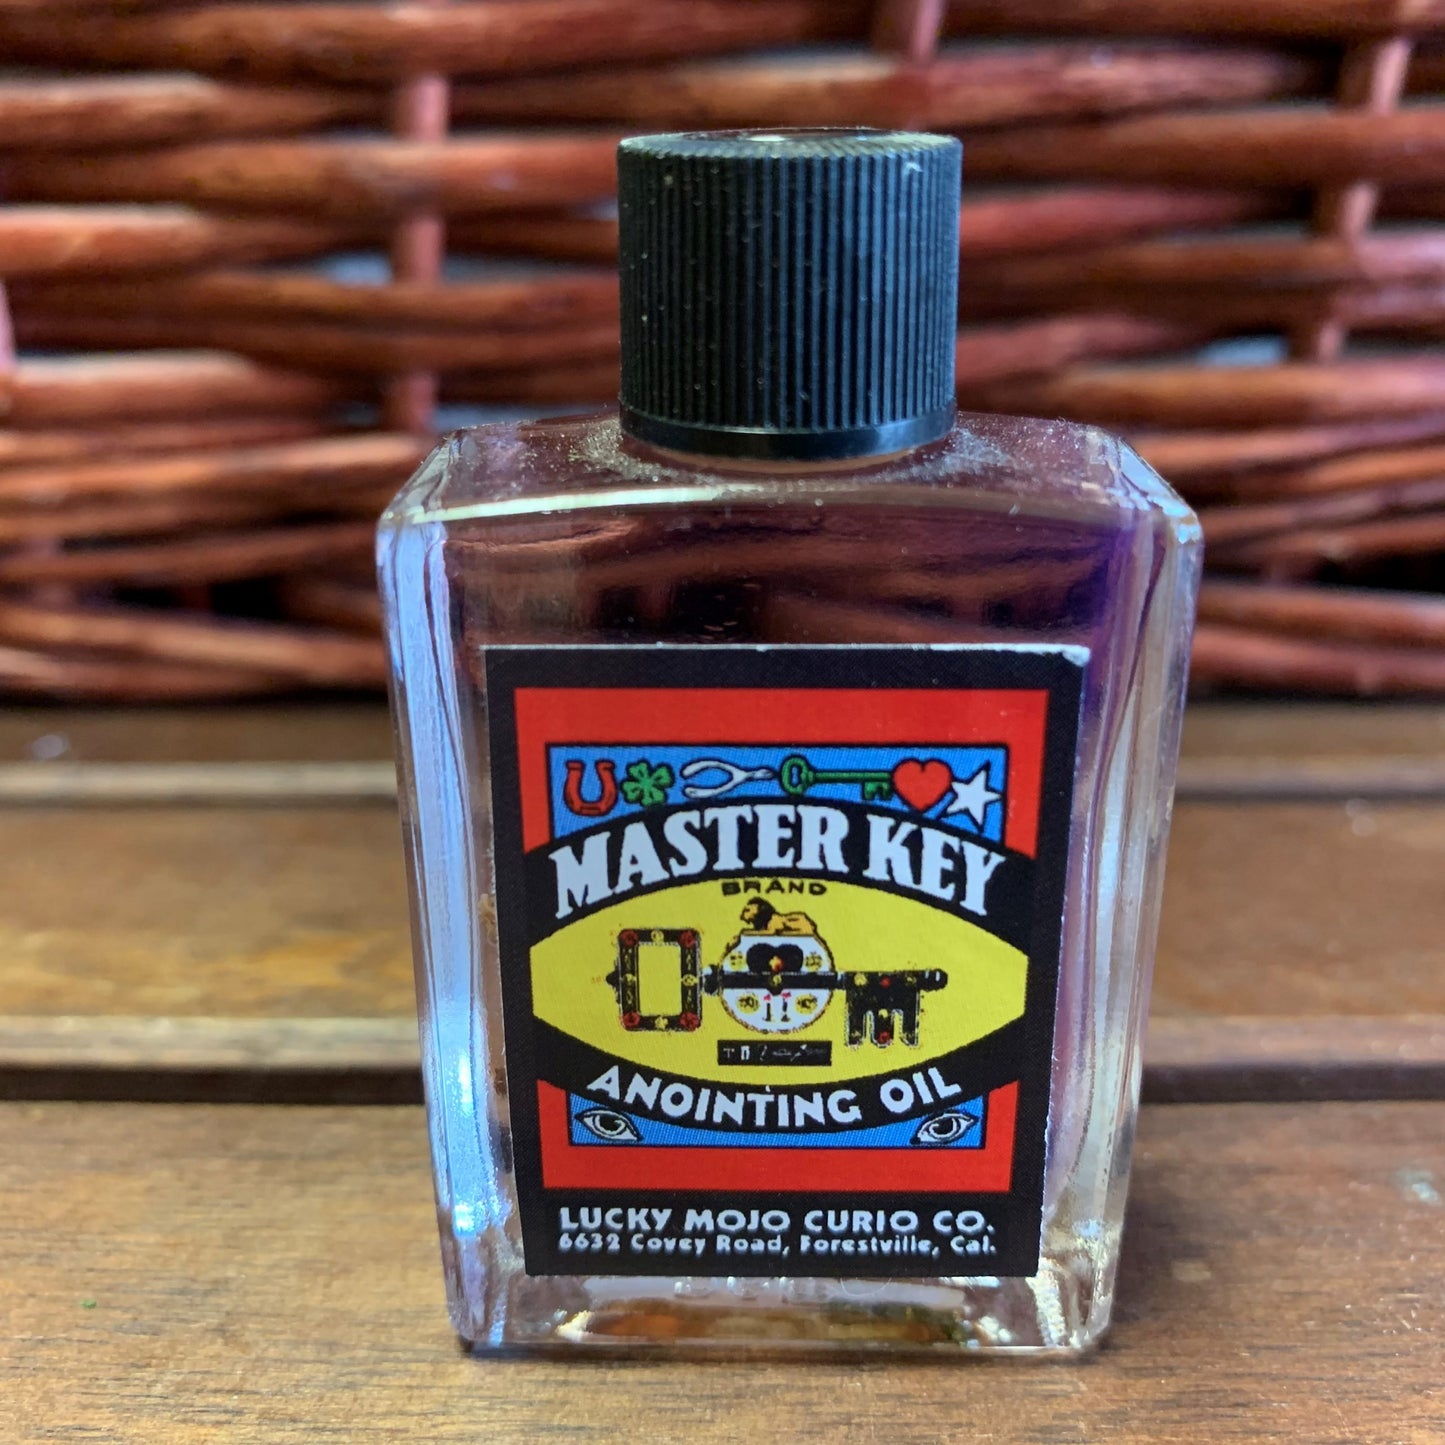 MASTER KEY
BRAND
ANOINTING OIL
LUCKY MOJO CURIO CO.
6632 Covey Road, Forestville, Cal.